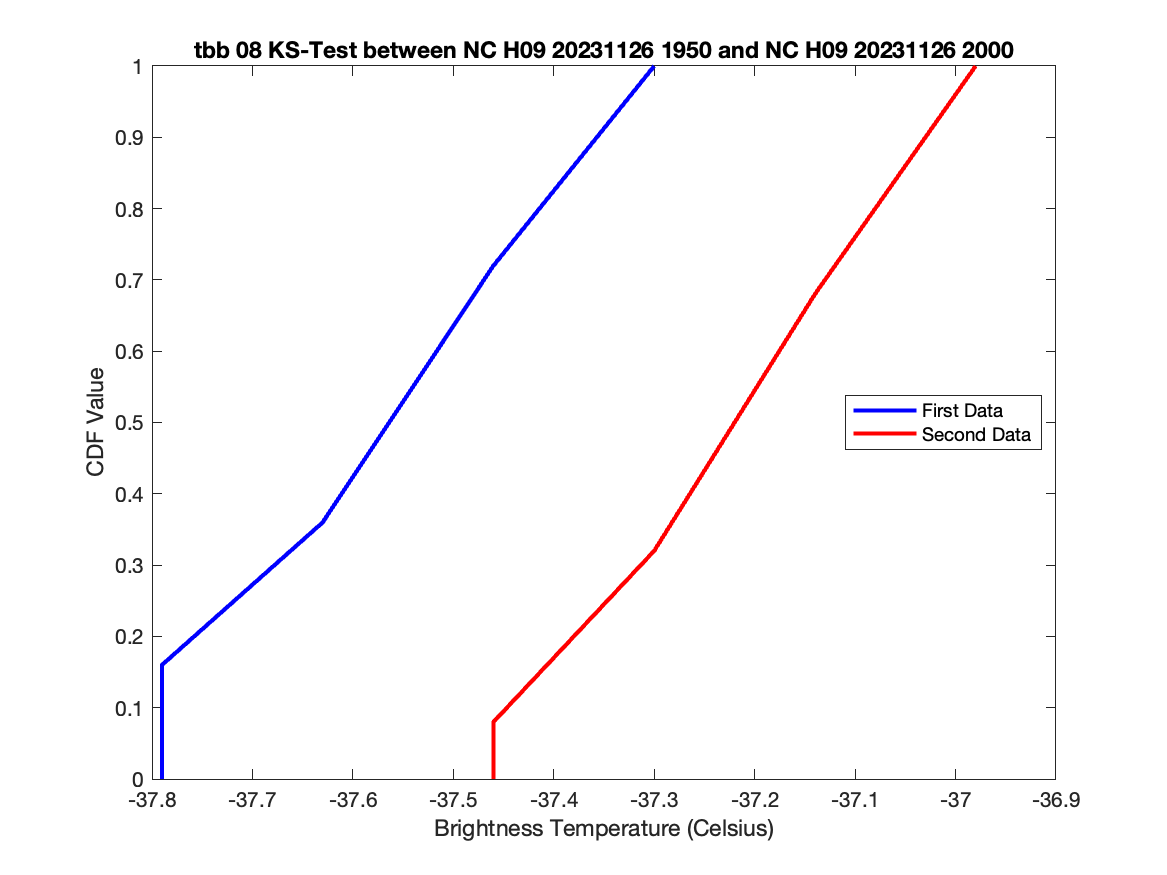 tbb 08 KS-Test between NC H09 20231126 1950 and NC H09 20231126 2000
1
0.9
0.8
0.7
0.6
0.5
0.4
0.3
0.2
0.1
0
CDF Value
First Data
Second Data
-37.8 -37.7 -37.6 -37.5 -37.4 -37.3 -37.2 -37.1 -37 -36.9
Brightness Temperature (Celsius)